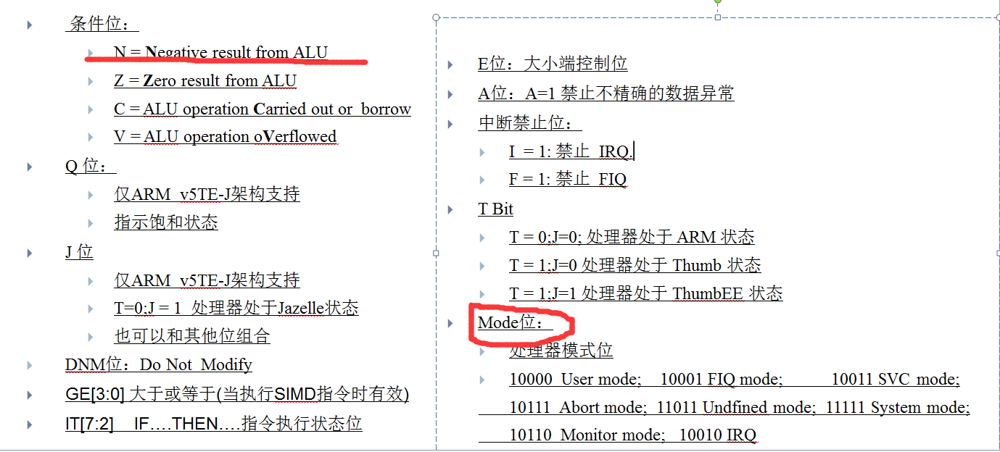 条件位：
N = Negative result from ALU
Z = Zero result from ALU
C = ALU operation Carried out or borrow
V = ALU operation oVerflowed
Q 位：
仅ARM v5TE-J架构支持
指示饱和状态
J 位
仅ARM v5TE-J架构支持
T=0;J = 1 处理器处于Jazelle状态
也可以和其他位组合
DNM位：Do Not Modify
GE[3:0] 大于或等于(当执行SIMD指令时有效)
IT[7:2] IF….THEN….指令执行状态位
E位：大小端控制位
A位：A=1 禁止不精确的数据异常
中断禁止位：
I = 1: 禁止 IRQ.
F = 1: 禁止 FIQ
T Bit
T = 0;J=0; 处理器处于 ARM 状态
T = 1;J=0 处理器处于 Thumb 状态
T = 1;J=1 处理器处于 ThumbEE 状态
Mode位：
处理器模式位
10000 User mode; 10001 FIQ mode; 10011 SVC mode;
10111 Abort mode; 11011 Undfined mode; 11111 System mode;
10110 Monitor mode; 10010 IRQ